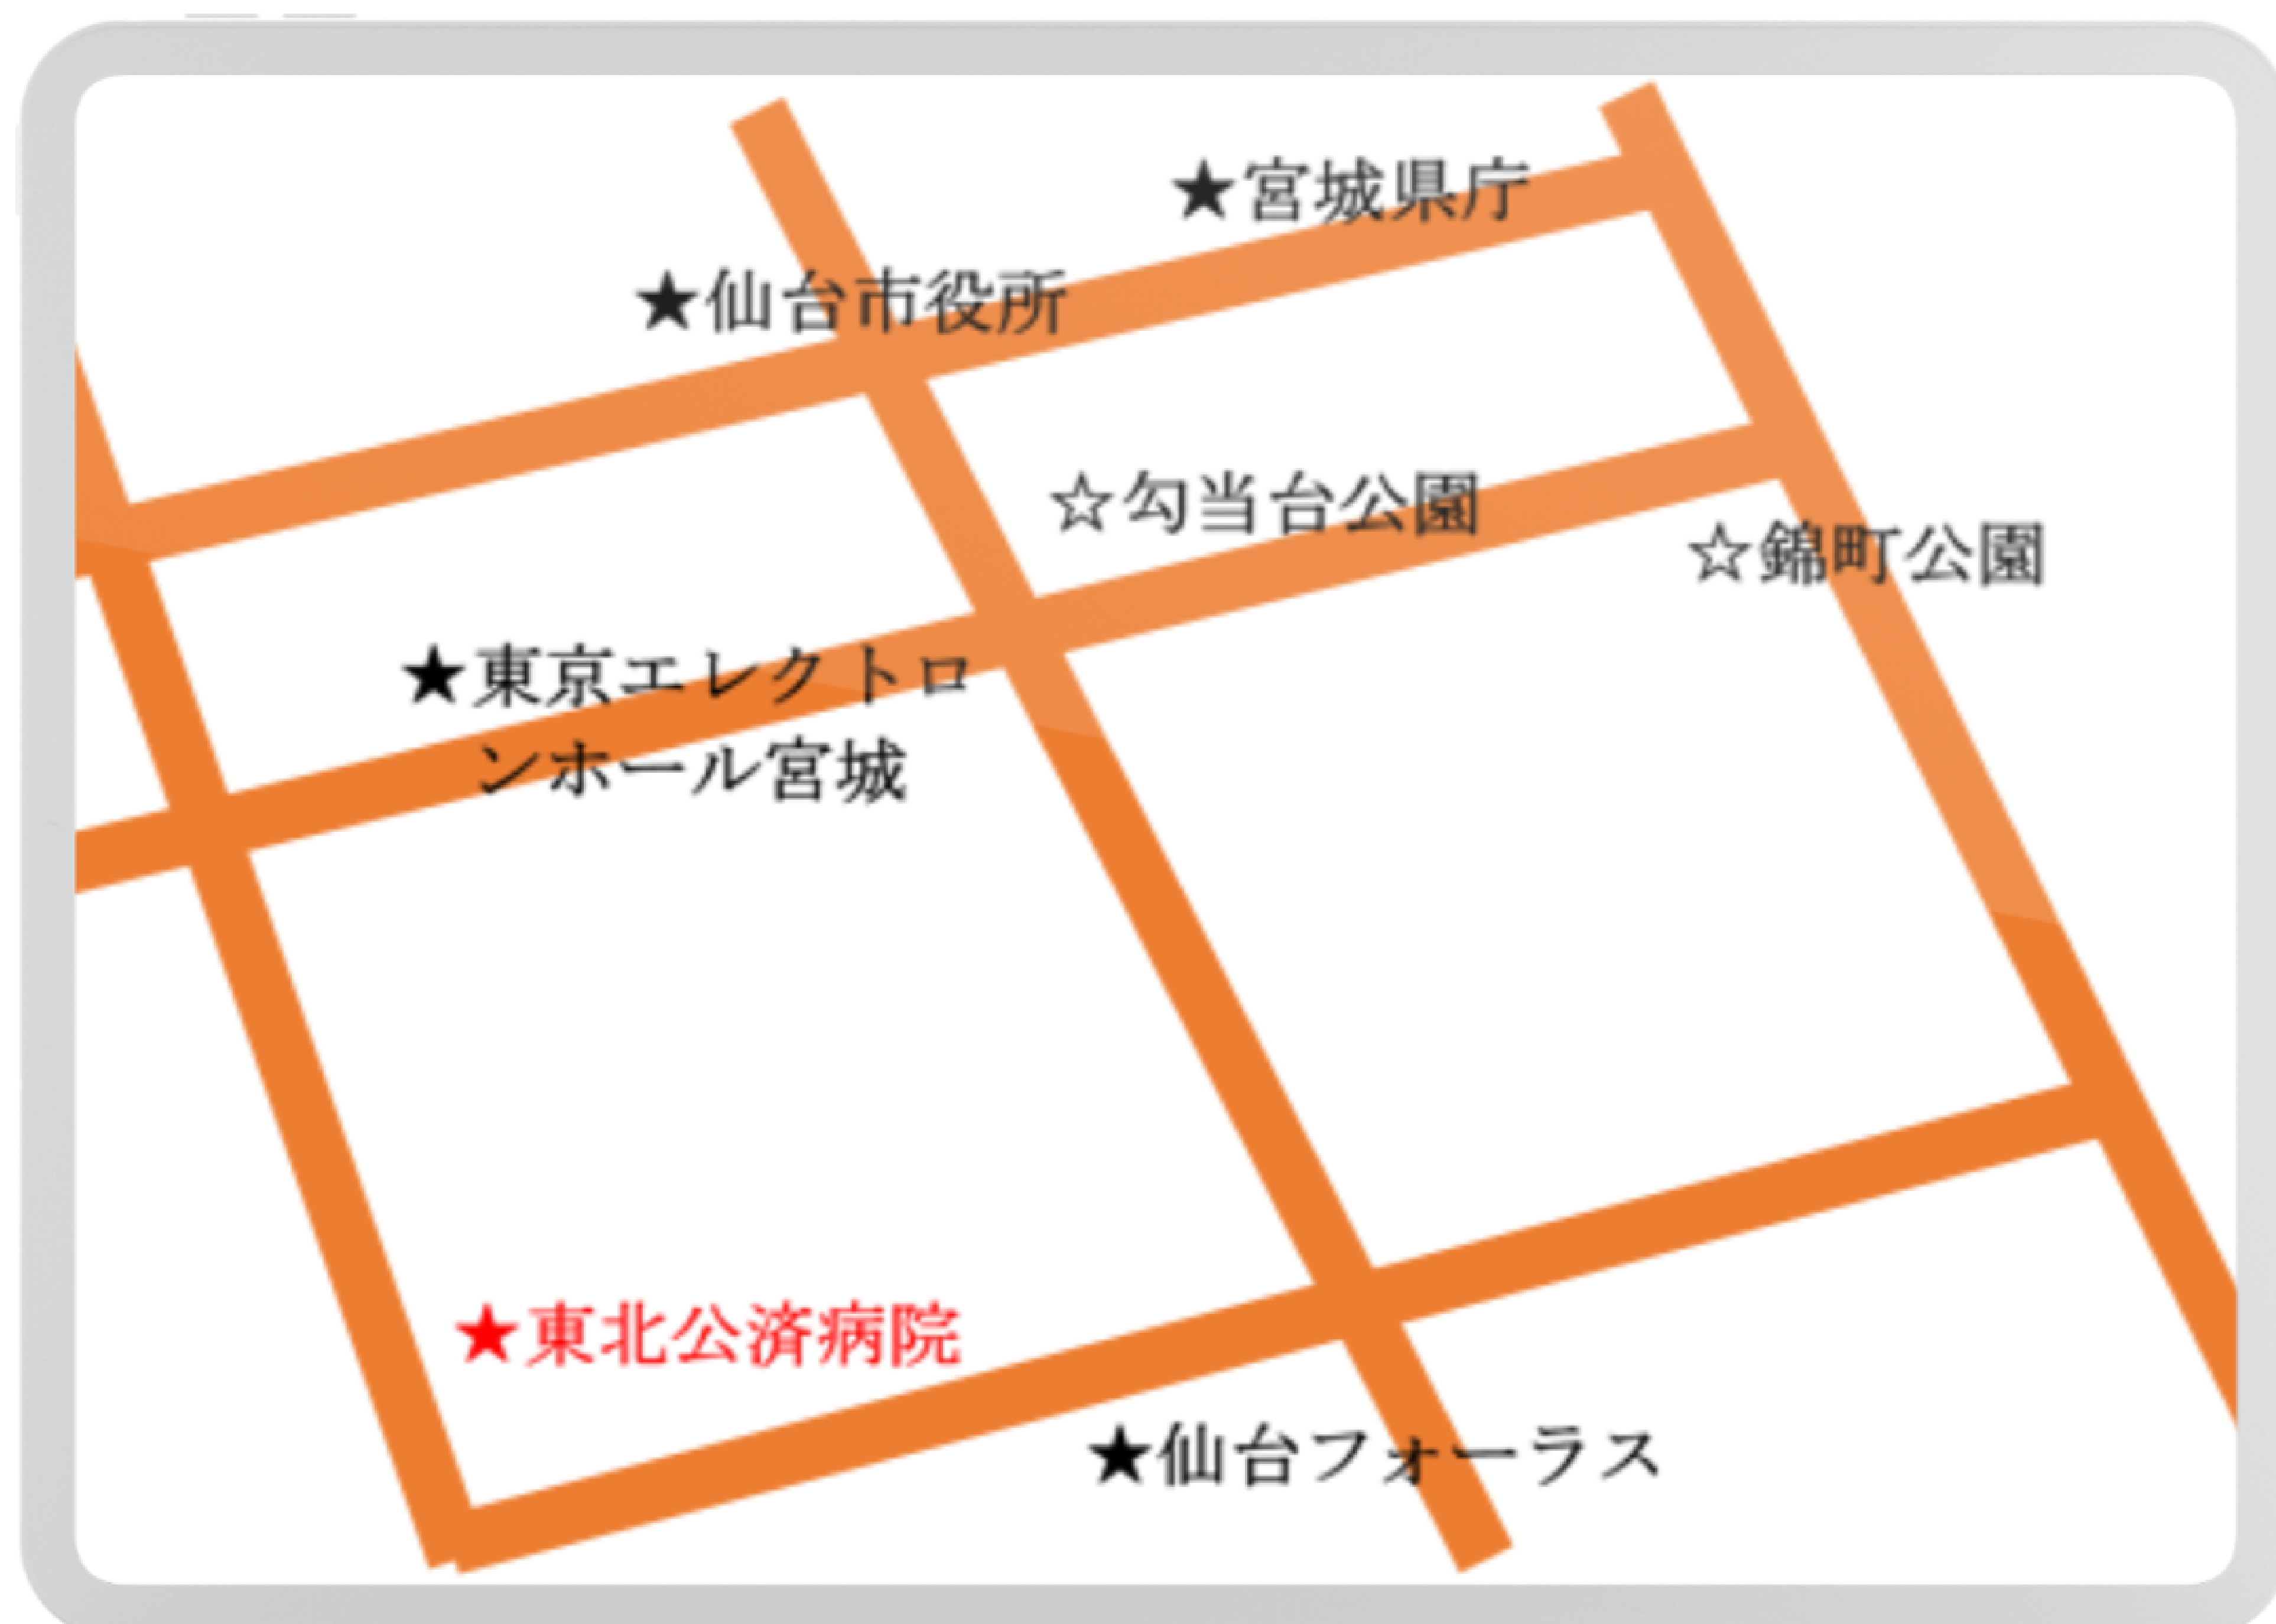 ★宮城県庁
★仙台市役所
☆勾当台公園
☆錦町公園
★東京エレクトロ
ンホール宮城
★東北公済病院
★仙台フォーラス